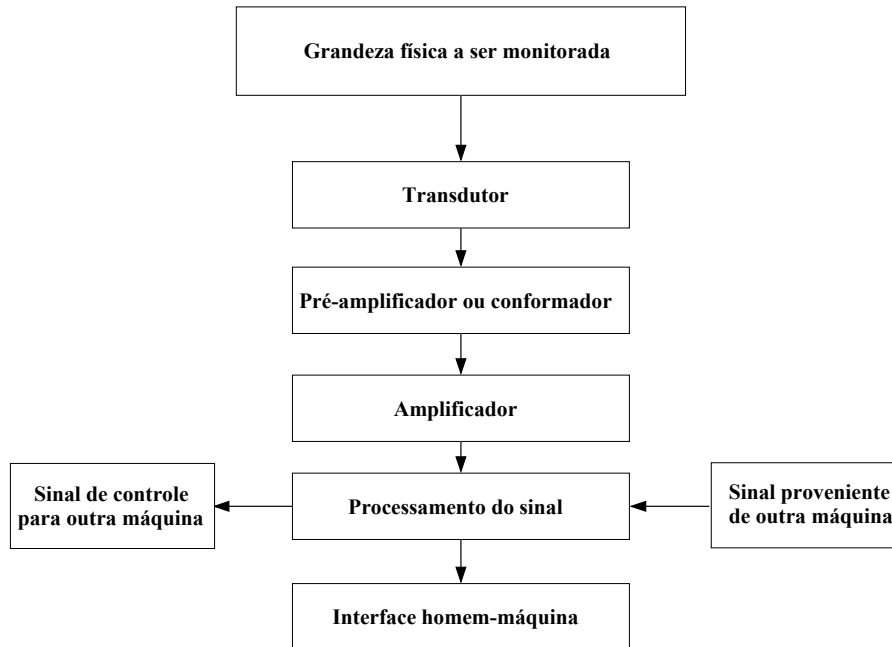 Grandeza física a ser monitorada
Transdutor
Pré-amplificador ou conformador
Amplificador
Sinal de controle
para outra máquina
Processamento do sinal
Sinal proveniente
de outra máquina
Interface homem-máquina